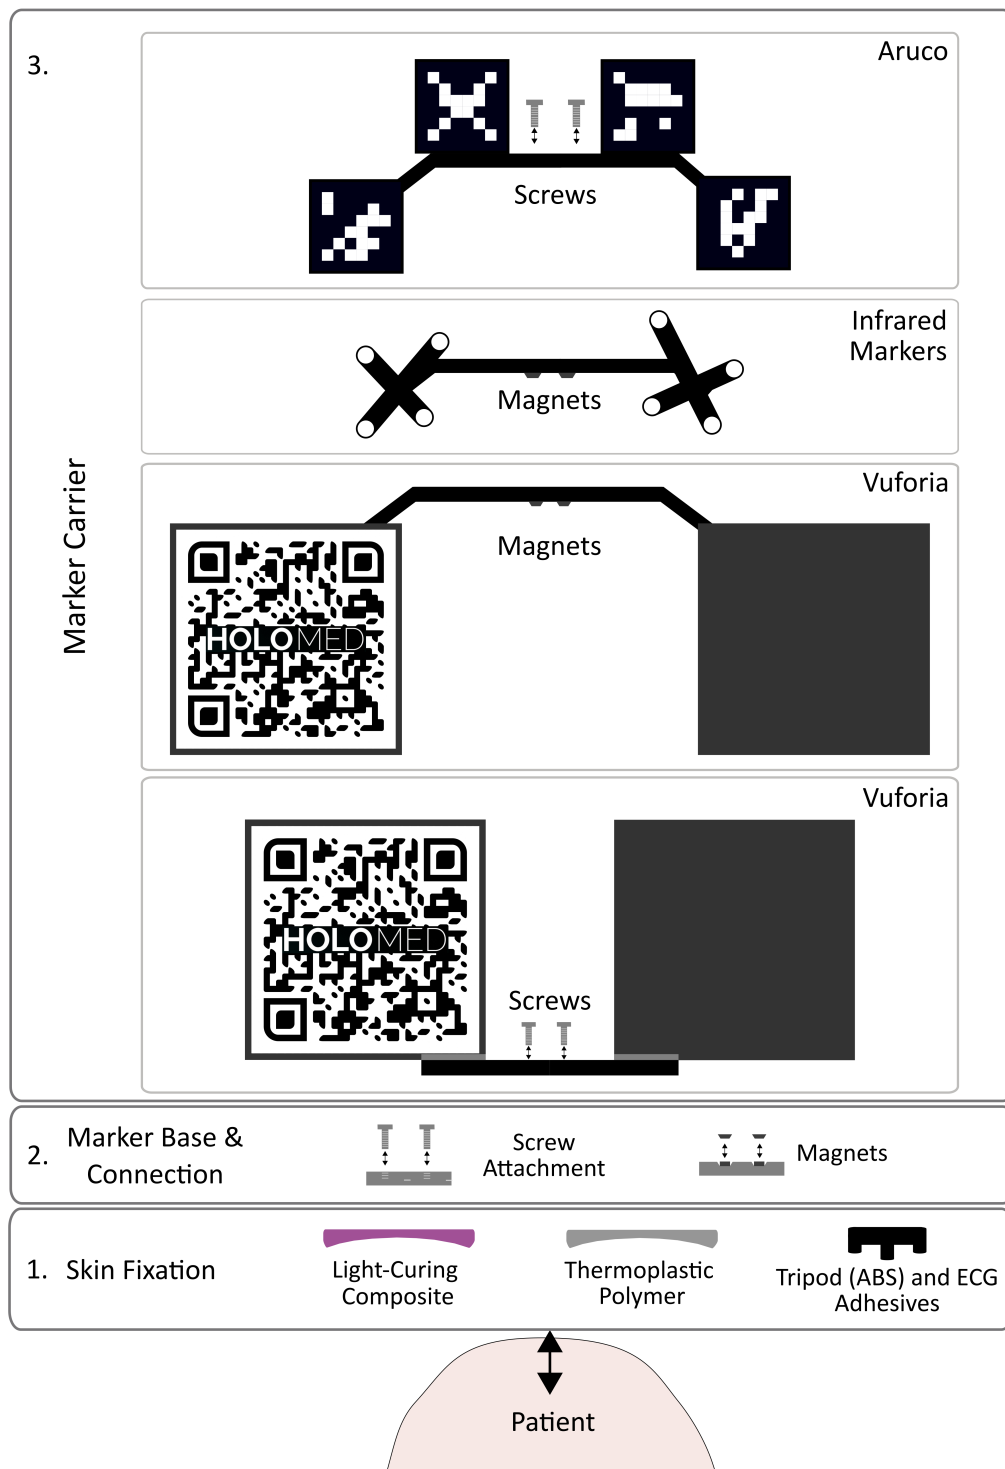 3.
Aruco
Screws
Infrared
Markers
Magnets
Marker Carrier
Vuforia
Magnets
HOLOMED
Vuforia
HOLOMED
Screws
2.
Marker Base &
Connection
Screw
Attachment
Magnets
1.
Skin Fixation
Light-Curing
Composite
Thermoplastic
Polymer
Tripod (ABS) and ECG
Adhesives
Patient